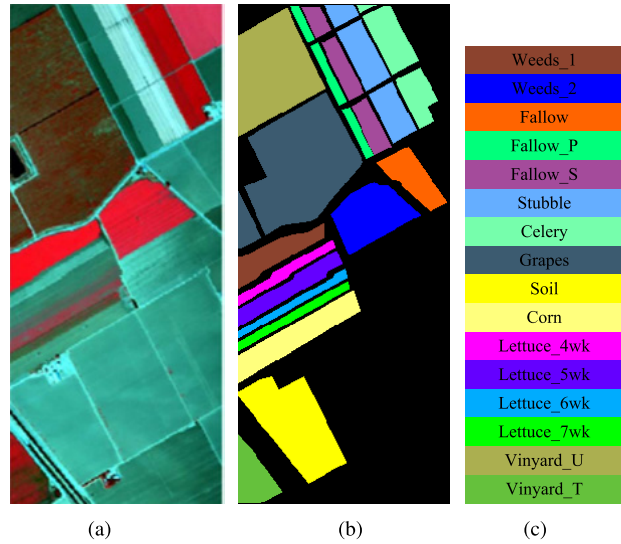 Weeds_1
Weeds_2
Fallow
Fallow_P
Fallow_S
Stubble
Celery
Grapes
Soil
Corn
Lettuce_4wk
Lettuce_5wk
Lettuce_6wk
Lettuce_7wk
Vinyard_U
Vinyard_T
(a) (b) (c)